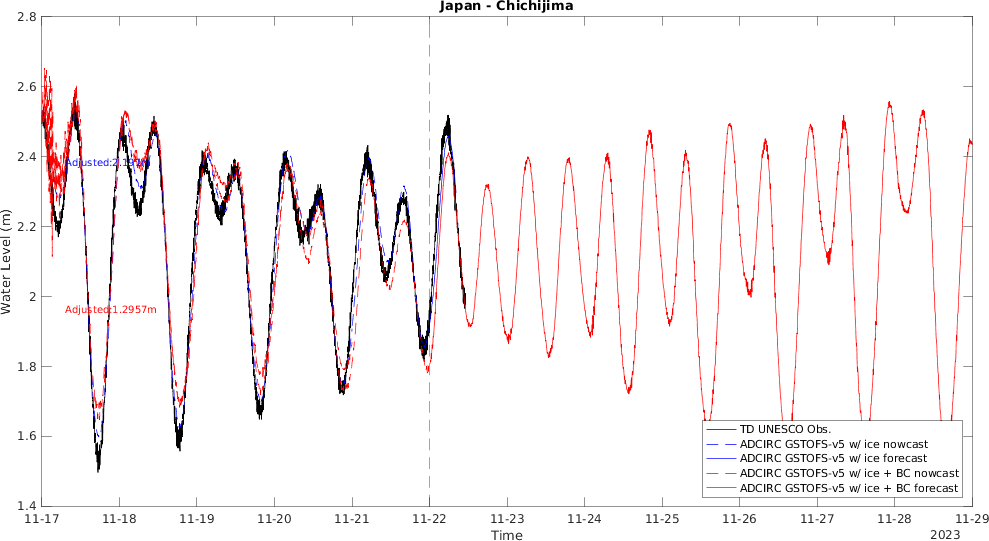 Japan - Chichijima
2.8
2.6
2.4
2.2
2
1.8
1.6
1.4
Water Level (m)
Adjusted:1.2957m
11-17
11-18
11-19
11-20
11-21
11-22
11-23
11-24
11-25
11-26
11-27
11-28
11-29
Time
2023
TD UNESCO Obs.
ADCIRC GSTOFS-v5 w/ ice nowcast
ADCIRC GSTOFS-v5 w/ ice forecast
ADCIRC GSTOFS-v5 w/ ice + BC nowcast
ADCIRC GSTOFS-v5 w/ ice + BC forecast